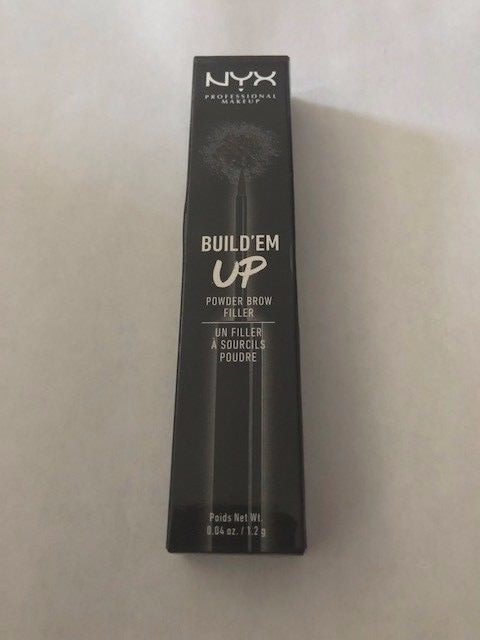 NYX
PROFESSIONAL
MAKEUP
BUILD'EM
UP
POWDER BROW
FILLER
UN FILLER
À SOURCILS
POUDRE
Poids Net Wt.
0.04 oz. / 1.2 g